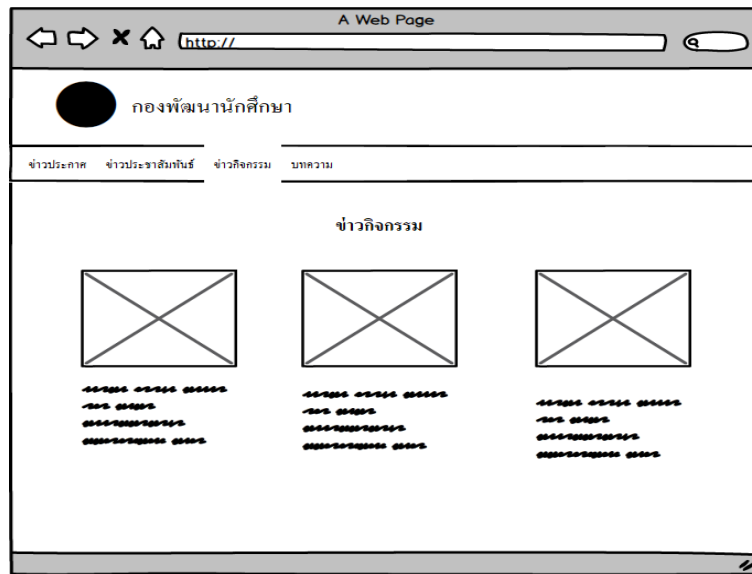 A Web Page
http://
กองพัฒนานักศึกษา
ข่าวประกาศ ข่าวประชาสัมพันธ์ ข่าวกิจกรรม บทความ
ข่าวกิจกรรม